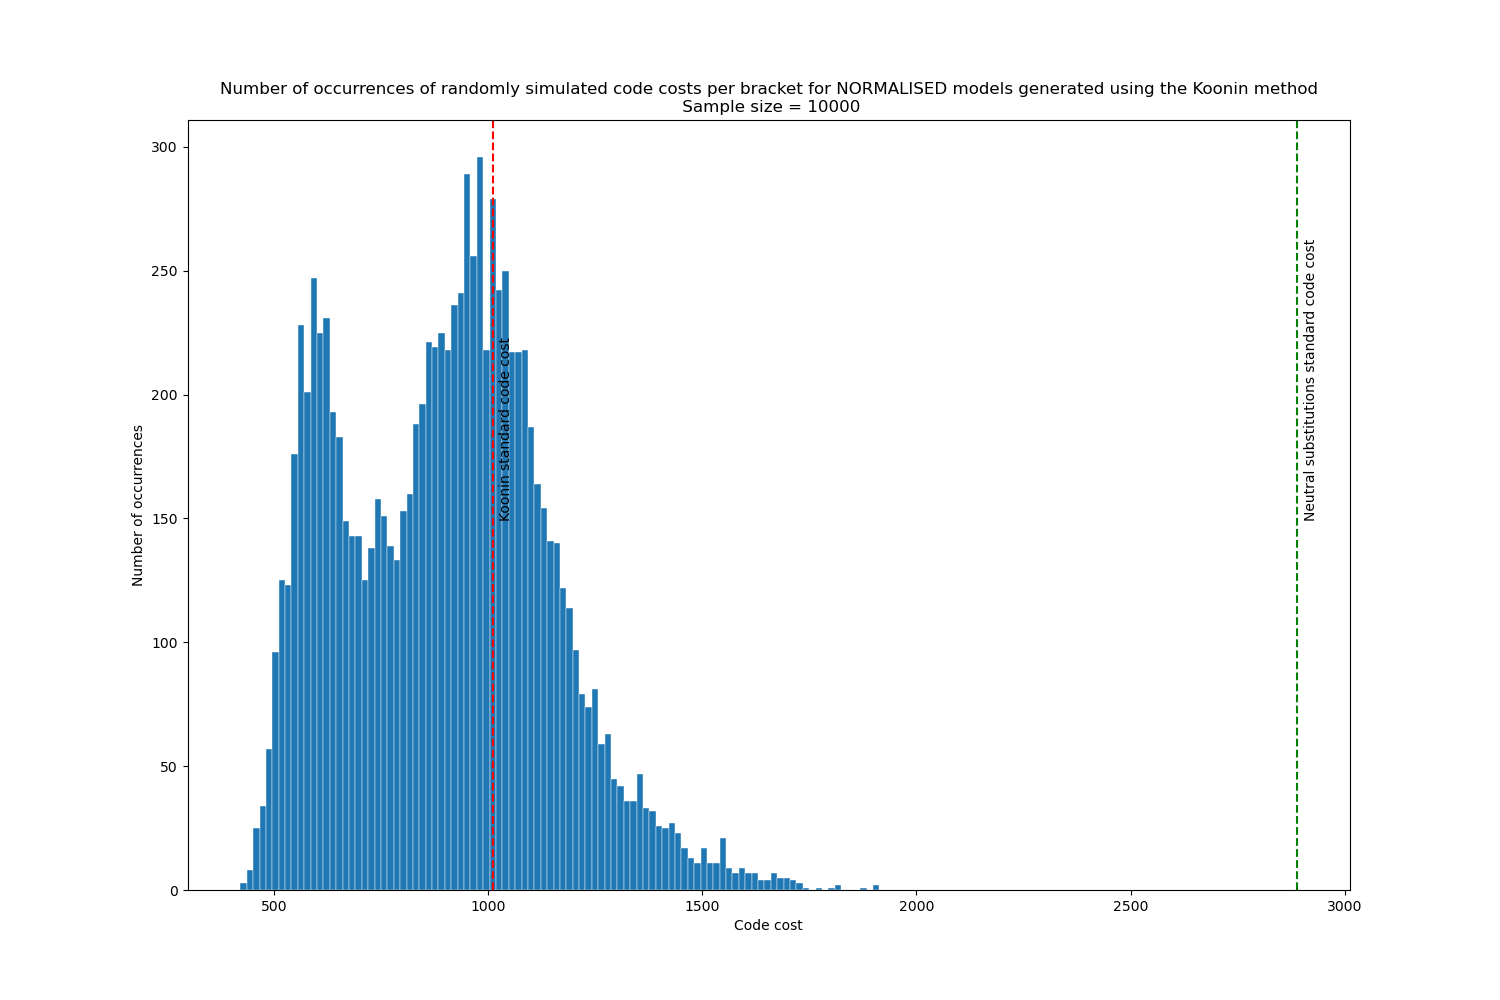 Number of occurrences of randomly simulated code costs per bracket for NORMALISED models generated using the Koonin method
Sample size = 10000
300
250
200
150
100
50
0
Number of occurrences
Koonin standard code cost
Neutral substitutions standard code cost
500
1000
1500
2000
2500
3000
Code cost